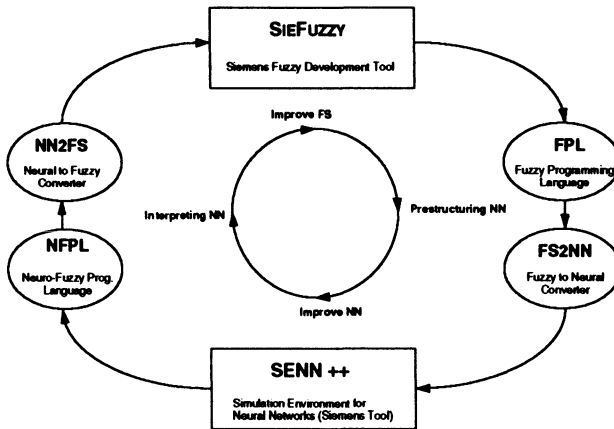 SIEFUZZY
Siemens Fuzzy Development Tool
Improve FS
NN2FS
Neural to Fuzzy
Converter
FPL
Fuzzy Programming
Language
Interpreting NN
Prestructuring NN
NFPL
Neuro-Fuzzy Prog.
Language
FS2NN
Fuzzy to Neural
Converter
Improve NN
SENN ++
Simulation Environment for
Neural Networks (Siemens Tool)